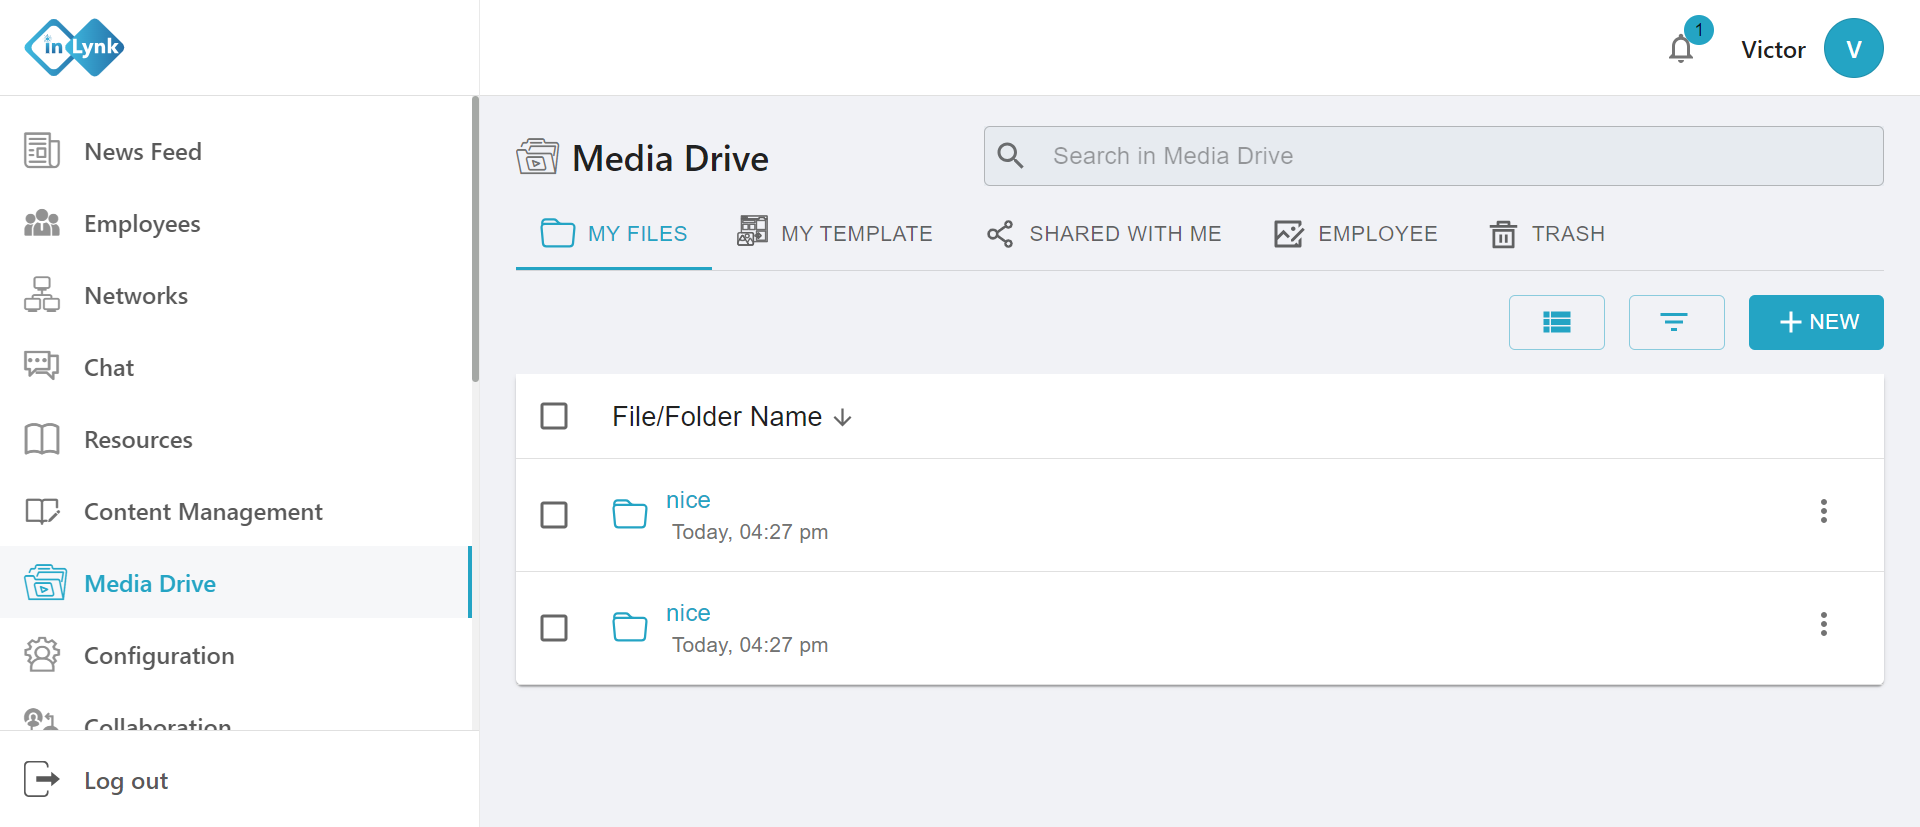 in Lynk
1
Victor
V
News Feed
Employees
Networks
Chat
Resources
Content Management
Media Drive
Configuration
Collaboration
Log out
Media Drive
Search in Media Drive
MY FILES
MY TEMPLATE
SHARED WITH ME
EMPLOYEE
TRASH
NEW
File/Folder Name
nice
Today, 04:27 pm
nice
Today, 04:27 pm